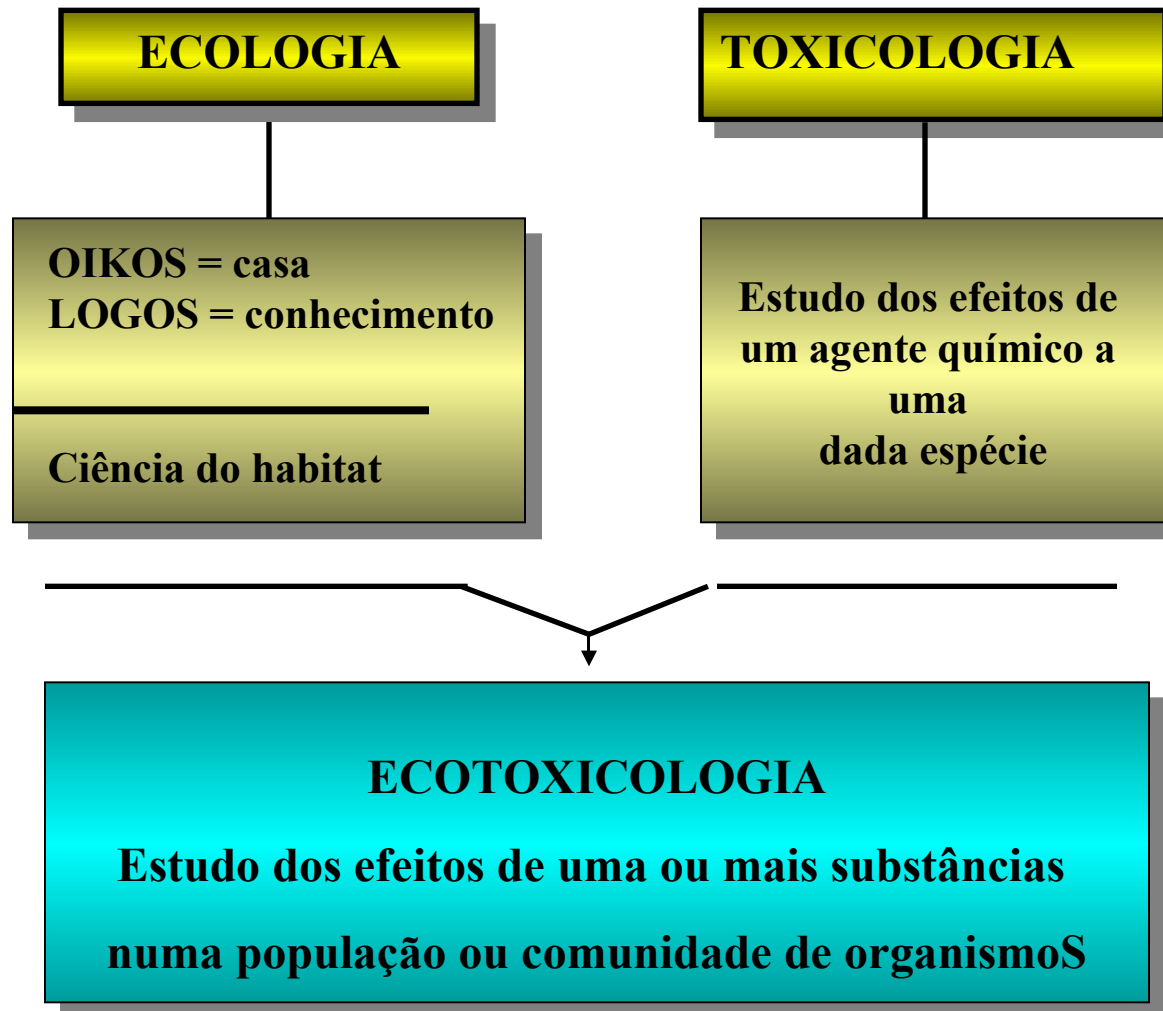 ECOLOGIA
OIKOS = casa
LOGOS = conhecimento
Ciência do habitat
TOXICOLOGIA
Estudo dos efeitos de
um agente químico a
uma
dada espécie
ECOTOXICOLOGIA
Estudo dos efeitos de uma ou mais substâncias
numa população ou comunidade de organismoS